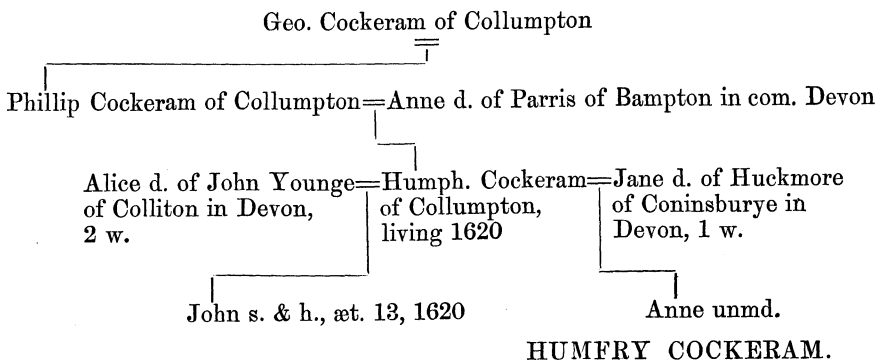 Geo. Cockeram of Collumpton
Phillip Cockeram of Collumpton=Anne d. of Parris of Bampton in com. Devon
Alice d. of John Younge=Humph. Cockeram=Jane d. of Huckmore
of Colliton in Devon, of Collumpton, of Coninsburye in
2 w. living 1620 Devon, 1 w.
John s. & h., æt. 13, 1620 Anne unmd.
HUMFRY COCKERAM.